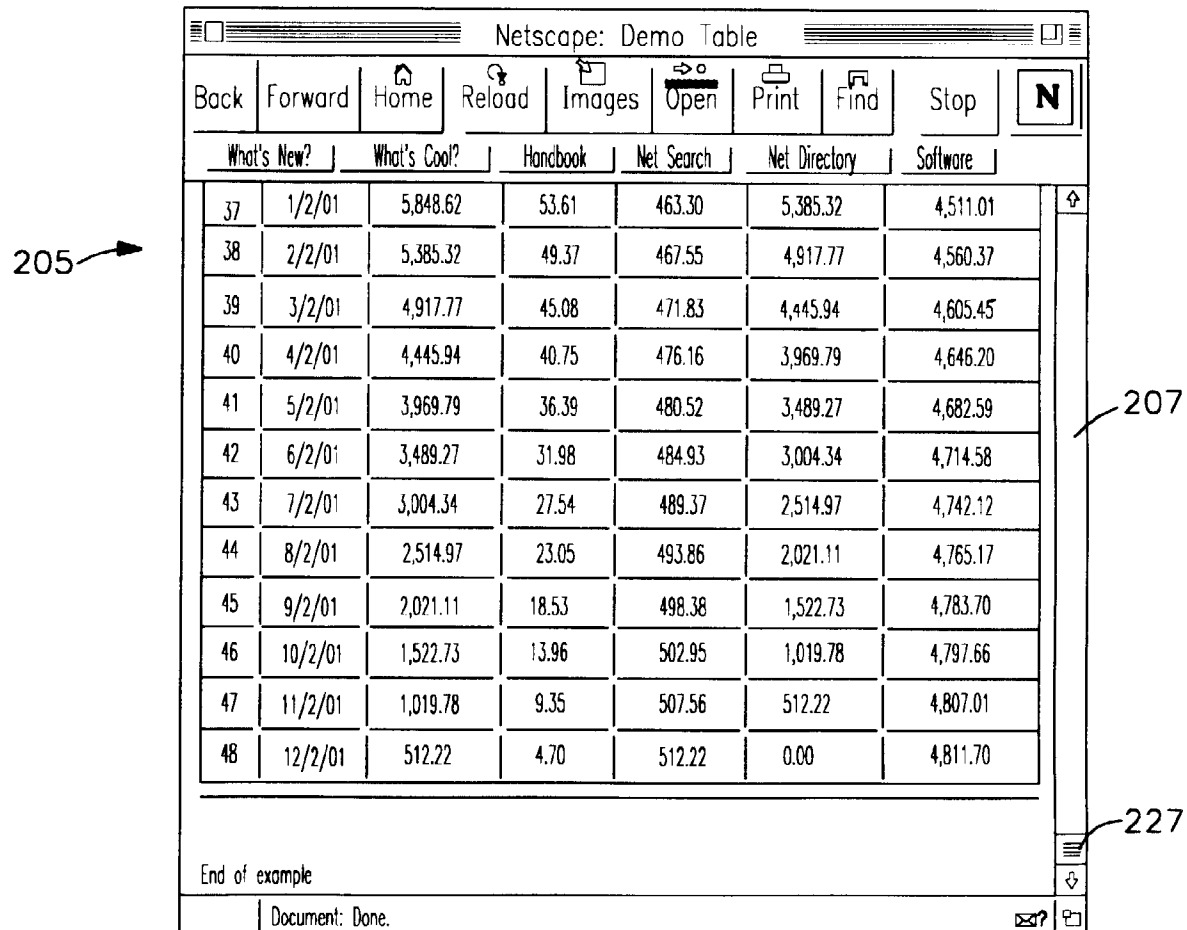 Netscape: Demo Table
Back Forward Home Reload Images Open Print Find Stop N
What's New? What's Cool? Handbook Net Search Net Directory Software
37 1/2/01 5,848.62 53.61 463.30 5,385.32 4,511.01
38 2/2/01 5,385.32 49.37 467.55 4,917.77 4,560.37
39 3/2/01 4,917.77 45.08 471.83 4,445.94 4,605.45
40 4/2/01 4,445.94 40.75 476.16 3,969.79 4,646.20
41 5/2/01 3,969.79 36.39 480.52 3,489.27 4,682.59
42 6/2/01 3,489.27 31.98 484.93 3,004.34 4,714.58
43 7/2/01 3,004.34 27.54 489.37 2,514.97 4,742.12
44 8/2/01 2,514.97 23.05 493.86 2,021.11 4,765.17
45 9/2/01 2,021.11 18.53 498.38 1,522.73 4,783.70
46 10/2/01 1,522.73 13.96 502.95 1,019.78 4,797.66
47 11/2/01 1,019.78 9.35 507.56 512.22 4,807.01
48 12/2/01 512.22 4.70 512.22 0.00 4,811.70
End of example
Document: Done.
?
205
207
227